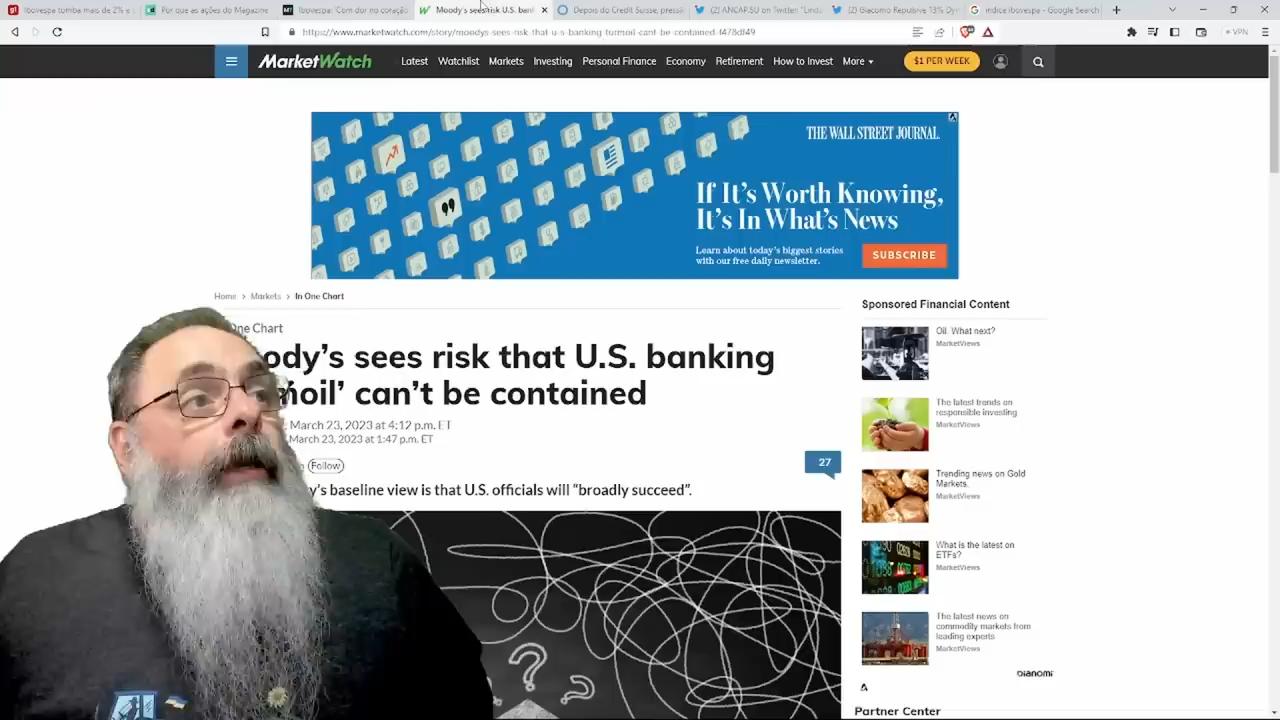 Ibovespa tomba mais de 2% e
Por que as ações do Magazine
Ibovespa: Com dor no coração
Moody's sees risk U.S. bank
Depois do Credit Suisse, pressã
(2) ANCAP.SU on Twitter: "Lindo
(2) Giacomo Repullice 13% Dyn
indice ibovespa - Google Search
https://www.marketwatch.com/story/moodys-sees-risk-that-u-s-banking-turmoil-cant-be-contained-f478df49
VPN
MarketWatch
Latest
Watchlist
Markets
Investing
Personal Finance
Economy
Retirement
How to Invest
More
$1 PER WEEK
THE WALL STREET JOURNAL.
If It's Worth Knowing,
It's In What's News
Learn about today's biggest stories
with our free daily newsletter.
SUBSCRIBE
Home > Markets > In One Chart
One Chart
ody's sees risk that U.S. banking
moil' can't be contained
March 23, 2023 at 4:12 p.m. ET
March 23, 2023 at 1:47 p.m. ET
Follow
27
y's baseline view is that U.S. officials will “broadly succeed”.
Sponsored Financial Content
Oil. What next?
MarketViews
The latest trends on
responsible investing
MarketViews
Trending news on Gold
Markets.
MarketViews
What is the latest on
ETFs?
MarketViews
The latest news on
commodity markets from
leading experts
MarketViews
DIANOMI
Partner Center